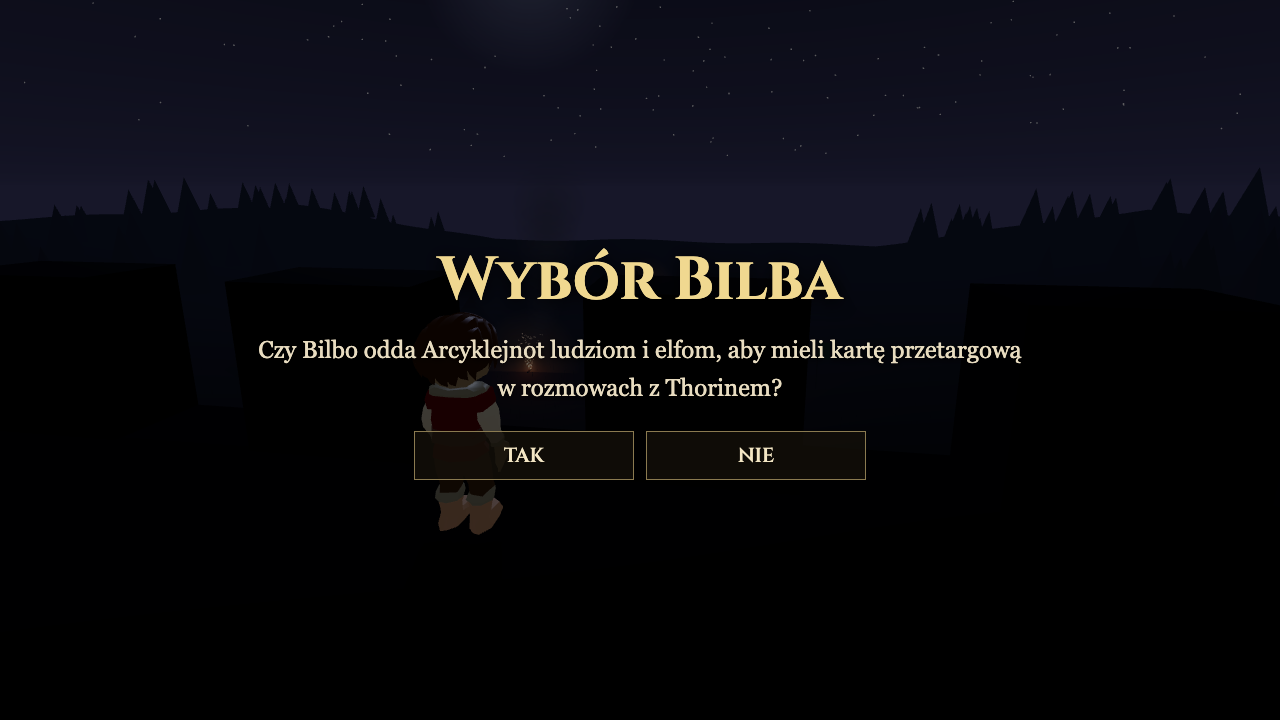 Wybór Bilba
Czy Bilbo odda Arcyklejnot ludziom i elfom, aby mieli kartę przetargową
w rozmowach z Thorinem?
TAK
NIE